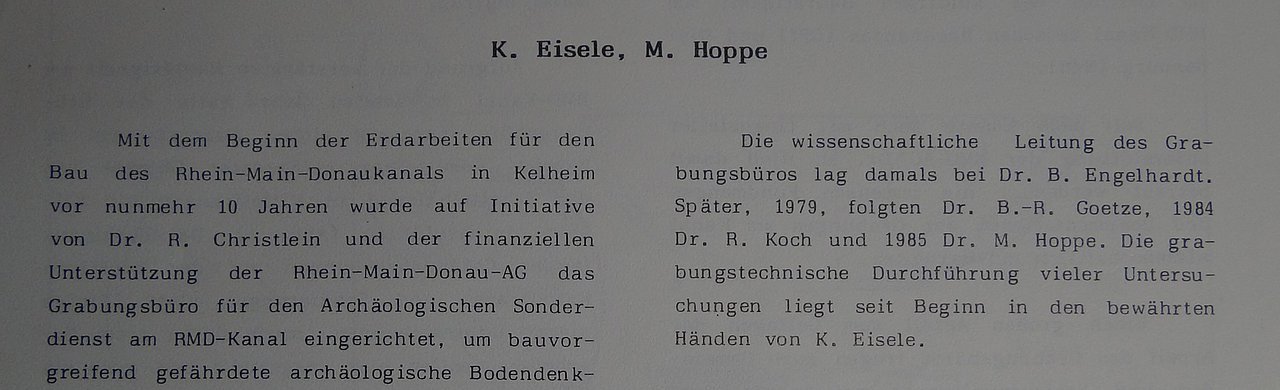 K. Eisele, M. Hoppe
Mit dem Beginn der Erdarbeiten für den
Bau des Rhein-Main-Donaukanals in Kelheim
vor nunmehr 10 Jahren wurde auf Initiative
von Dr. R. Christlein und der finanziellen
Unterstützung der Rhein-Main-Donau-AG das
Grabungsbüro für den Archäologischen Sonder-
dienst am RMD-Kanal eingerichtet, um bauvor-
greifend gefährdete archäologische Bodendenk-
Die wissenschaftliche Leitung des Gra-
bungsbüros lag damals bei Dr. B. Engelhardt.
Später, 1979, folgten Dr. B.-R. Goetze, 1984
Dr. R. Koch und 1985 Dr. M. Hoppe. Die gra-
bungstechnische Durchführung vieler Untersu-
chungen liegt seit Beginn in den bewährten
Händen von K. Eisele.